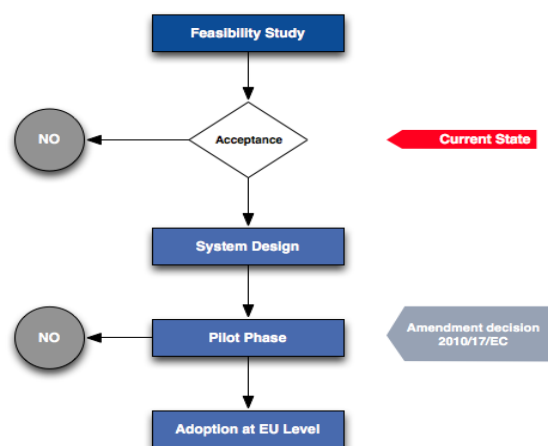 Feasibility Study
NO
Acceptance
Current State
System Design
NO
Pilot Phase
Amendment decision
2010/17/EC
Adoption at EU Level